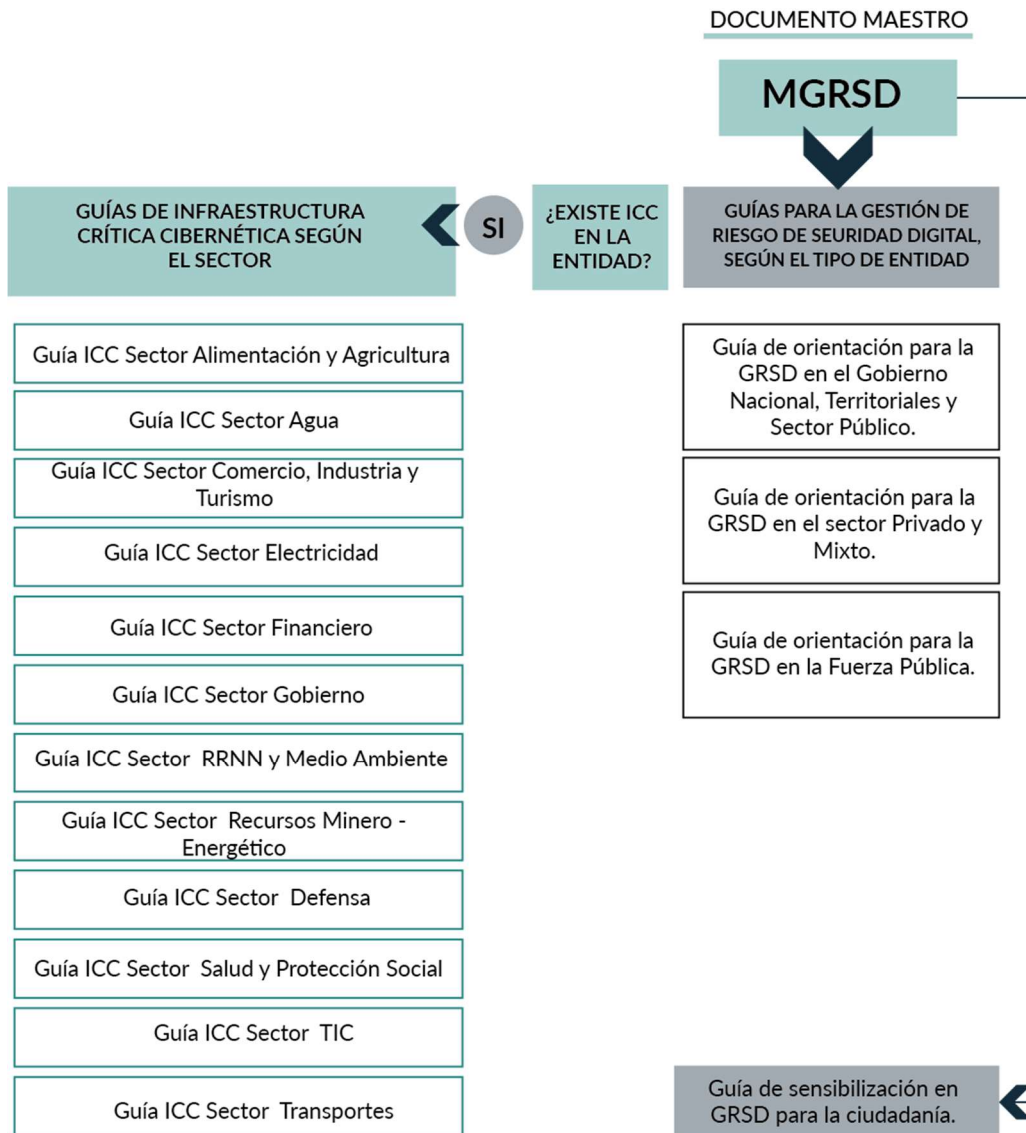 DOCUMENTO MAESTRO
MGRSD
GUÍAS DE INFRAESTRUCTURA
CRÍTICA CIBERNÉTICA SEGÚN
EL SECTOR
SI
¿EXISTE ICC
EN LA
ENTIDAD?
GUÍAS PARA LA GESTIÓN DE
RIESGO DE SEURIDAD DIGITAL,
SEGÚN EL TIPO DE ENTIDAD
Guía ICC Sector Alimentación y Agricultura
Guía ICC Sector Agua
Guía ICC Sector Comercio, Industria y
Turismo
Guía ICC Sector Electricidad
Guía ICC Sector Financiero
Guía ICC Sector Gobierno
Guía ICC Sector RRNN y Medio Ambiente
Guía ICC Sector Recursos Minero -
Energético
Guía ICC Sector Defensa
Guía ICC Sector Salud y Protección Social
Guía ICC Sector TIC
Guía ICC Sector Transportes
Guía de orientación para la
GRSD en el Gobierno
Nacional, Territoriales y
Sector Público.
Guía de orientación para la
GRSD en el sector Privado y
Mixto.
Guía de orientación para la
GRSD en la Fuerza Pública.
Guía de sensibilización en
GRSD para la ciudadanía.